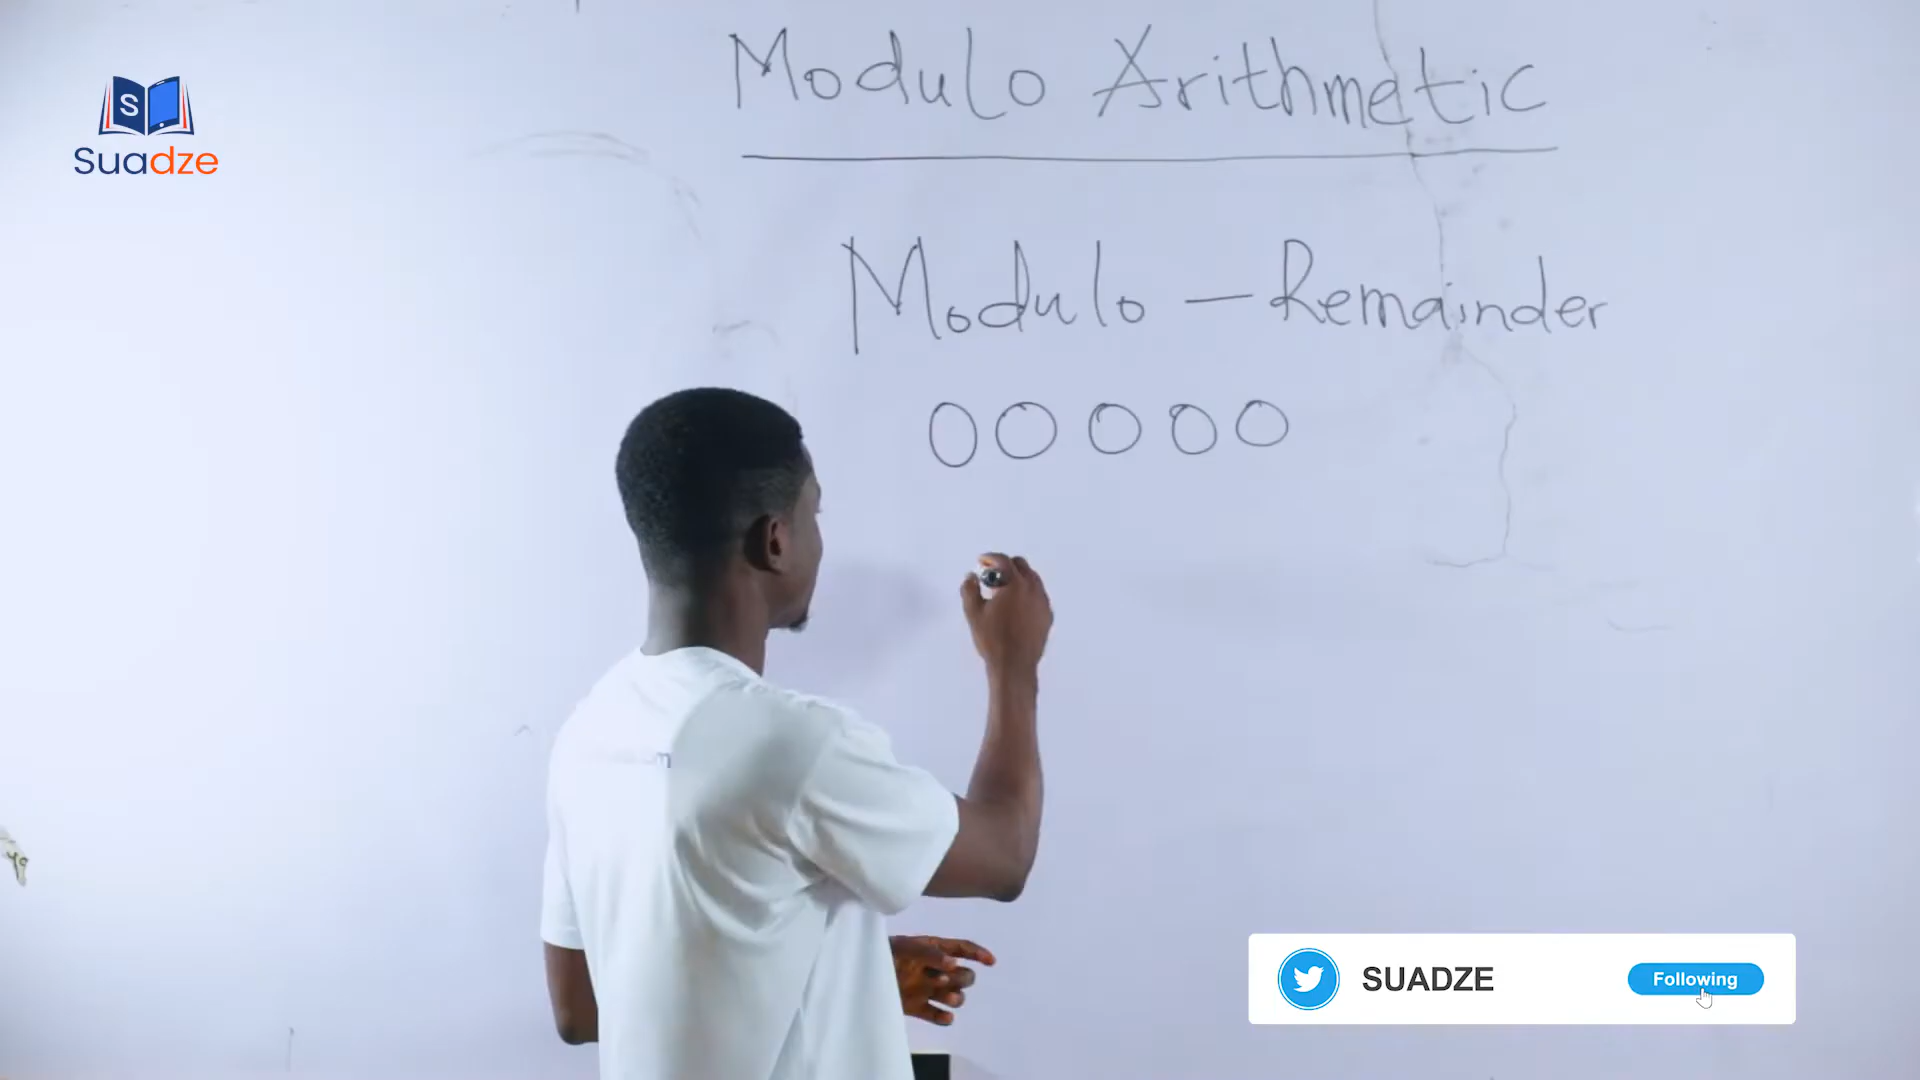 Modulo Arithmetic
S
Suadze
Modulo — Remainder
O O O O O
SUADZE
Following